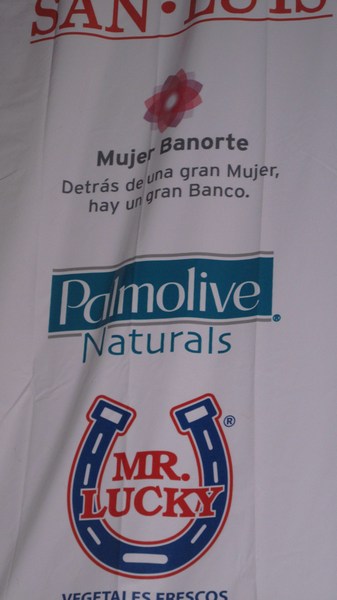 SAN • LUIS
Mujer Banorte
Detrás de una gran Mujer,
hay un gran Banco.
Palmolive®
Naturals
MR.
LUCKY
®
VEGETALES FRESCOS